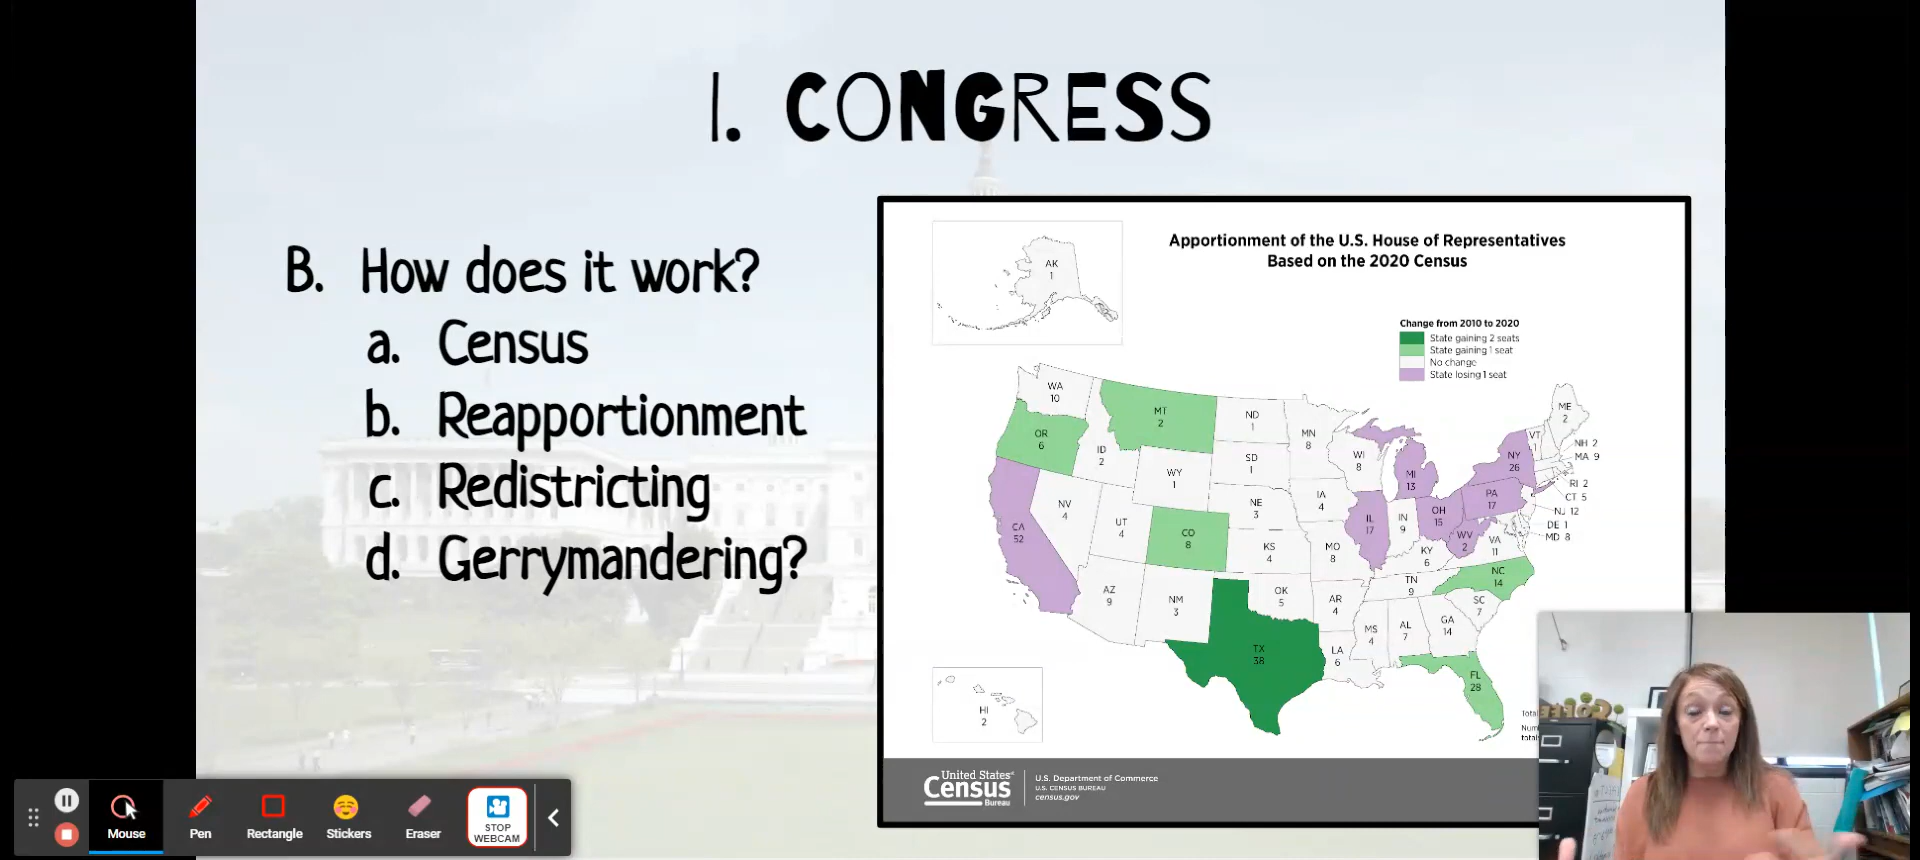 I. CONGRESS
B. How does it work?
a. Census
b. Reapportionment
c. Redistricting
d. Gerrymandering?
Apportionment of the U.S. House of Representatives
Based on the 2020 Census
Change from 2010 to 2020
State gaining 2 seats
State gaining 1 seat
No change
State losing 1 seat
AK
1
WA
10
OR
6
CA
52
NV
4
ID
2
MT
2
WY
1
UT
4
CO
8
AZ
9
NM
3
ND
1
SD
1
NE
3
KS
4
OK
5
TX
38
MN
8
IA
4
MO
8
AR
4
LA
6
WI
8
IL
17
MI
13
IN
9
OH
15
KY
6
TN
9
MS
4
AL
7
GA
14
FL
28
SC
7
NC
14
VA
11
WV
2
PA
17
NY
26
VT
1
ME
2
NH 2
MA 9
RI 2
CT 5
NJ 12
DE 1
MD 8
HI
2
Total
Num
total
United States®
Census
Bureau
U.S. Department of Commerce
U.S. CENSUS BUREAU
census.gov
COFFEE
Mouse
Pen
Rectangle
Stickers
Eraser
STOP
WEBCAM